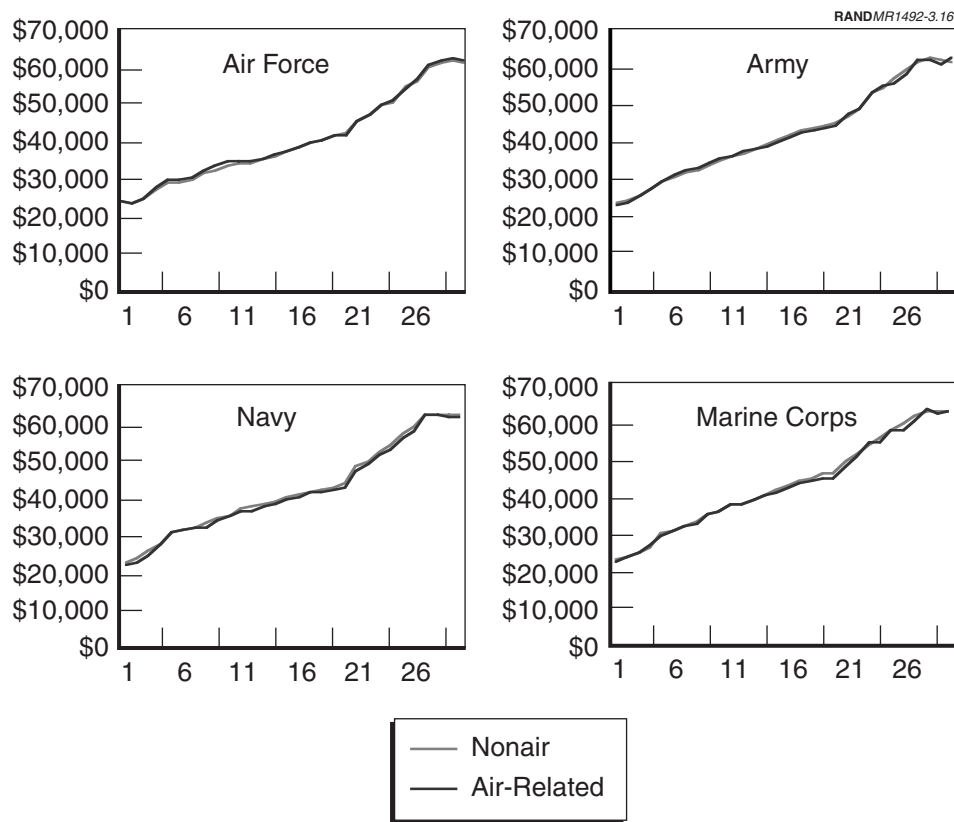 RANDMR1492-3.16
Air Force
$70,000
$60,000
$50,000
$40,000
$30,000
$20,000
$10,000
$0
1 6 11 16 21 26
Army
$70,000
$60,000
$50,000
$40,000
$30,000
$20,000
$10,000
$0
1 6 11 16 21 26
Navy
$70,000
$60,000
$50,000
$40,000
$30,000
$20,000
$10,000
$0
1 6 11 16 21 26
Marine Corps
$70,000
$60,000
$50,000
$40,000
$30,000
$20,000
$10,000
$0
1 6 11 16 21 26
Nonair
Air-Related